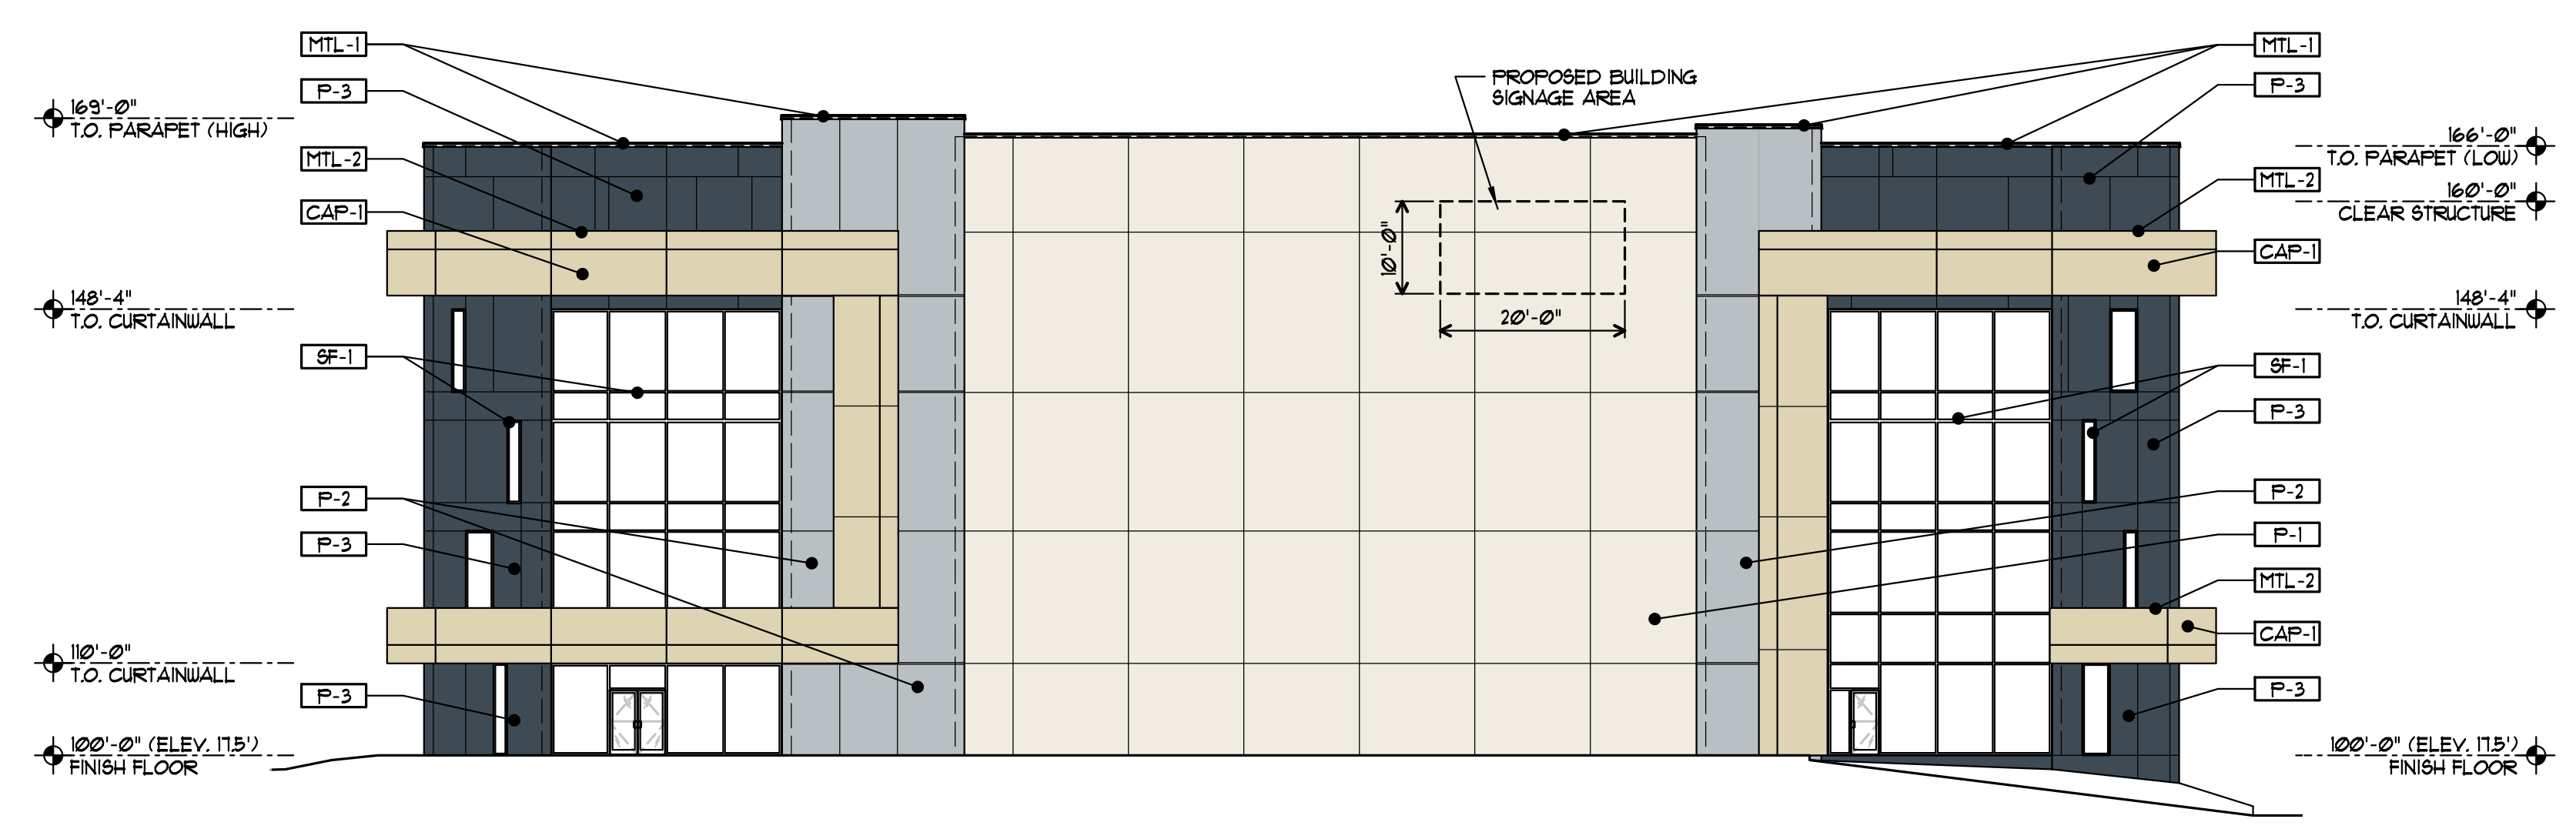 MTL-1
P-3
169'-0"
T.O. PARAPET (HIGH)
MTL-2
CAP-1
148'-4"
T.O. CURTAINWALL
SF-1
P-2
P-3
110'-0"
T.O. CURTAINWALL
P-3
100'-0" (ELEV. 17.5')
FINISH FLOOR
PROPOSED BUILDING
SIGNAGE AREA
10'-0"
20'-0"
MTL-1
P-3
166'-0"
T.O. PARAPET (LOW)
MTL-2
160'-0"
CLEAR STRUCTURE
CAP-1
148'-4"
T.O. CURTAINWALL
SF-1
P-3
P-2
P-1
MTL-2
CAP-1
P-3
100'-0" (ELEV. 17.5')
FINISH FLOOR